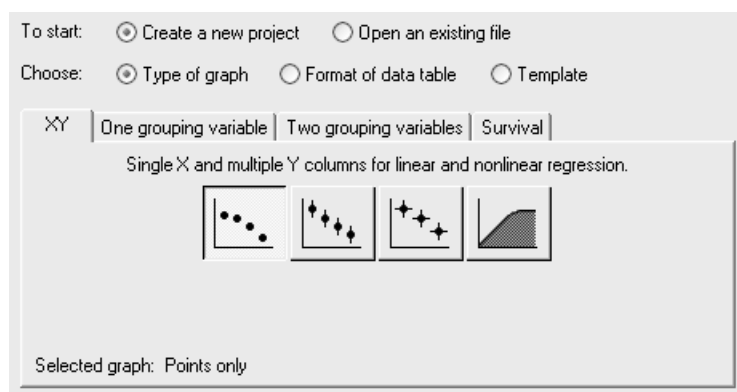 To start: Create a new project Open an existing file
Choose: Type of graph Format of data table Template
XY One grouping variable Two grouping variables Survival
Single X and multiple Y columns for linear and nonlinear regression.
Selected graph: Points only